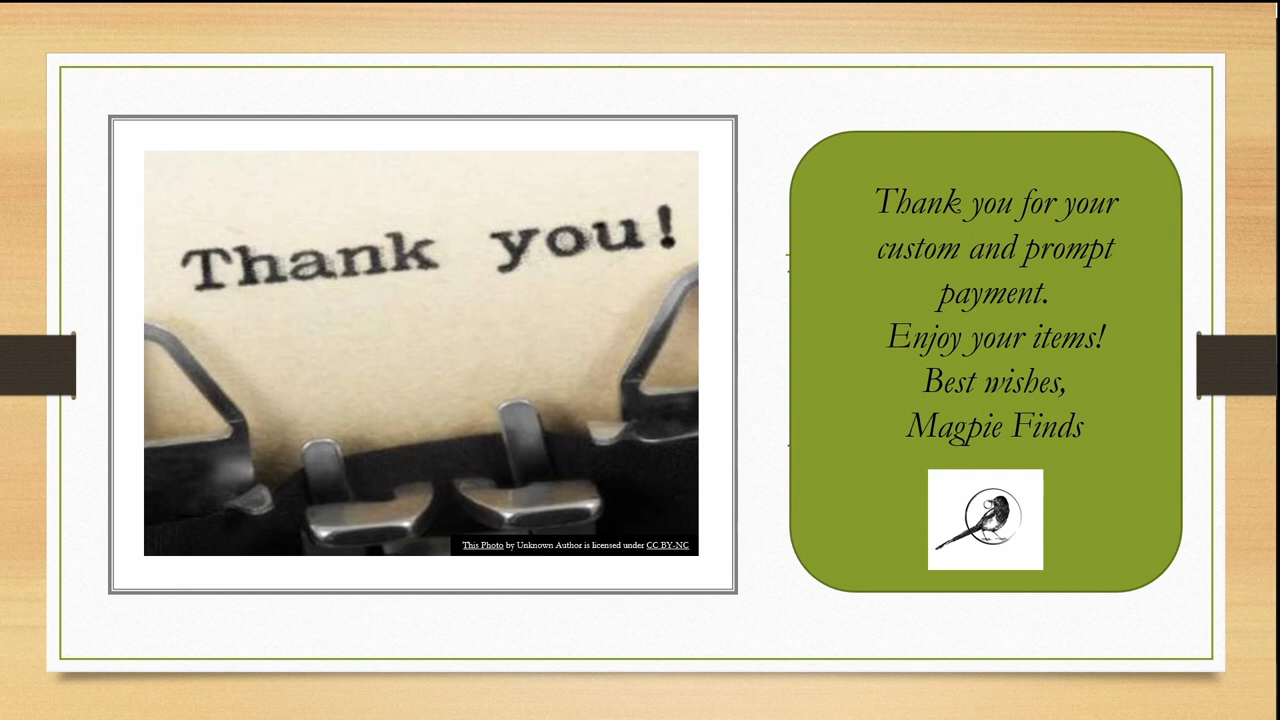 Thank you!
This Photo by Unknown Author is licensed under CC BY-NC
Thank you for your
custom and prompt
payment.
Enjoy your items!
Best wishes,
Magpie Finds